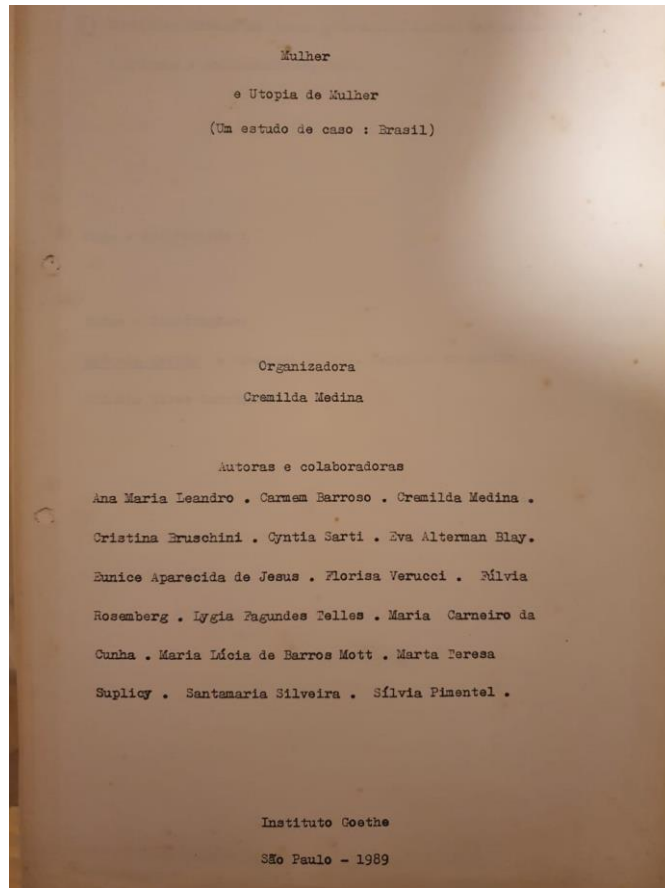 Mulher
e Utopia de Mulher
(Um estudo de caso : Brasil)
Organizadora
Cremilda Medina
Autoras e colaboradoras
Ana Maria Leandro . Carmem Barroso . Cremilda Medina .
Cristina Bruschini . Cyntia Sarti . Eva Alterman Blay.
Eunice Aparecida de Jesus . Florisa Verucci . Fúlvia
Rosemberg . Lygia Fagundes Telles . Maria Carneiro da
Cunha . Maria Lúcia de Barros Mott . Marta Teresa
Suplicy . Santamaria Silveira . Sílvia Pimentel .
Instituto Goethe
São Paulo - 1989